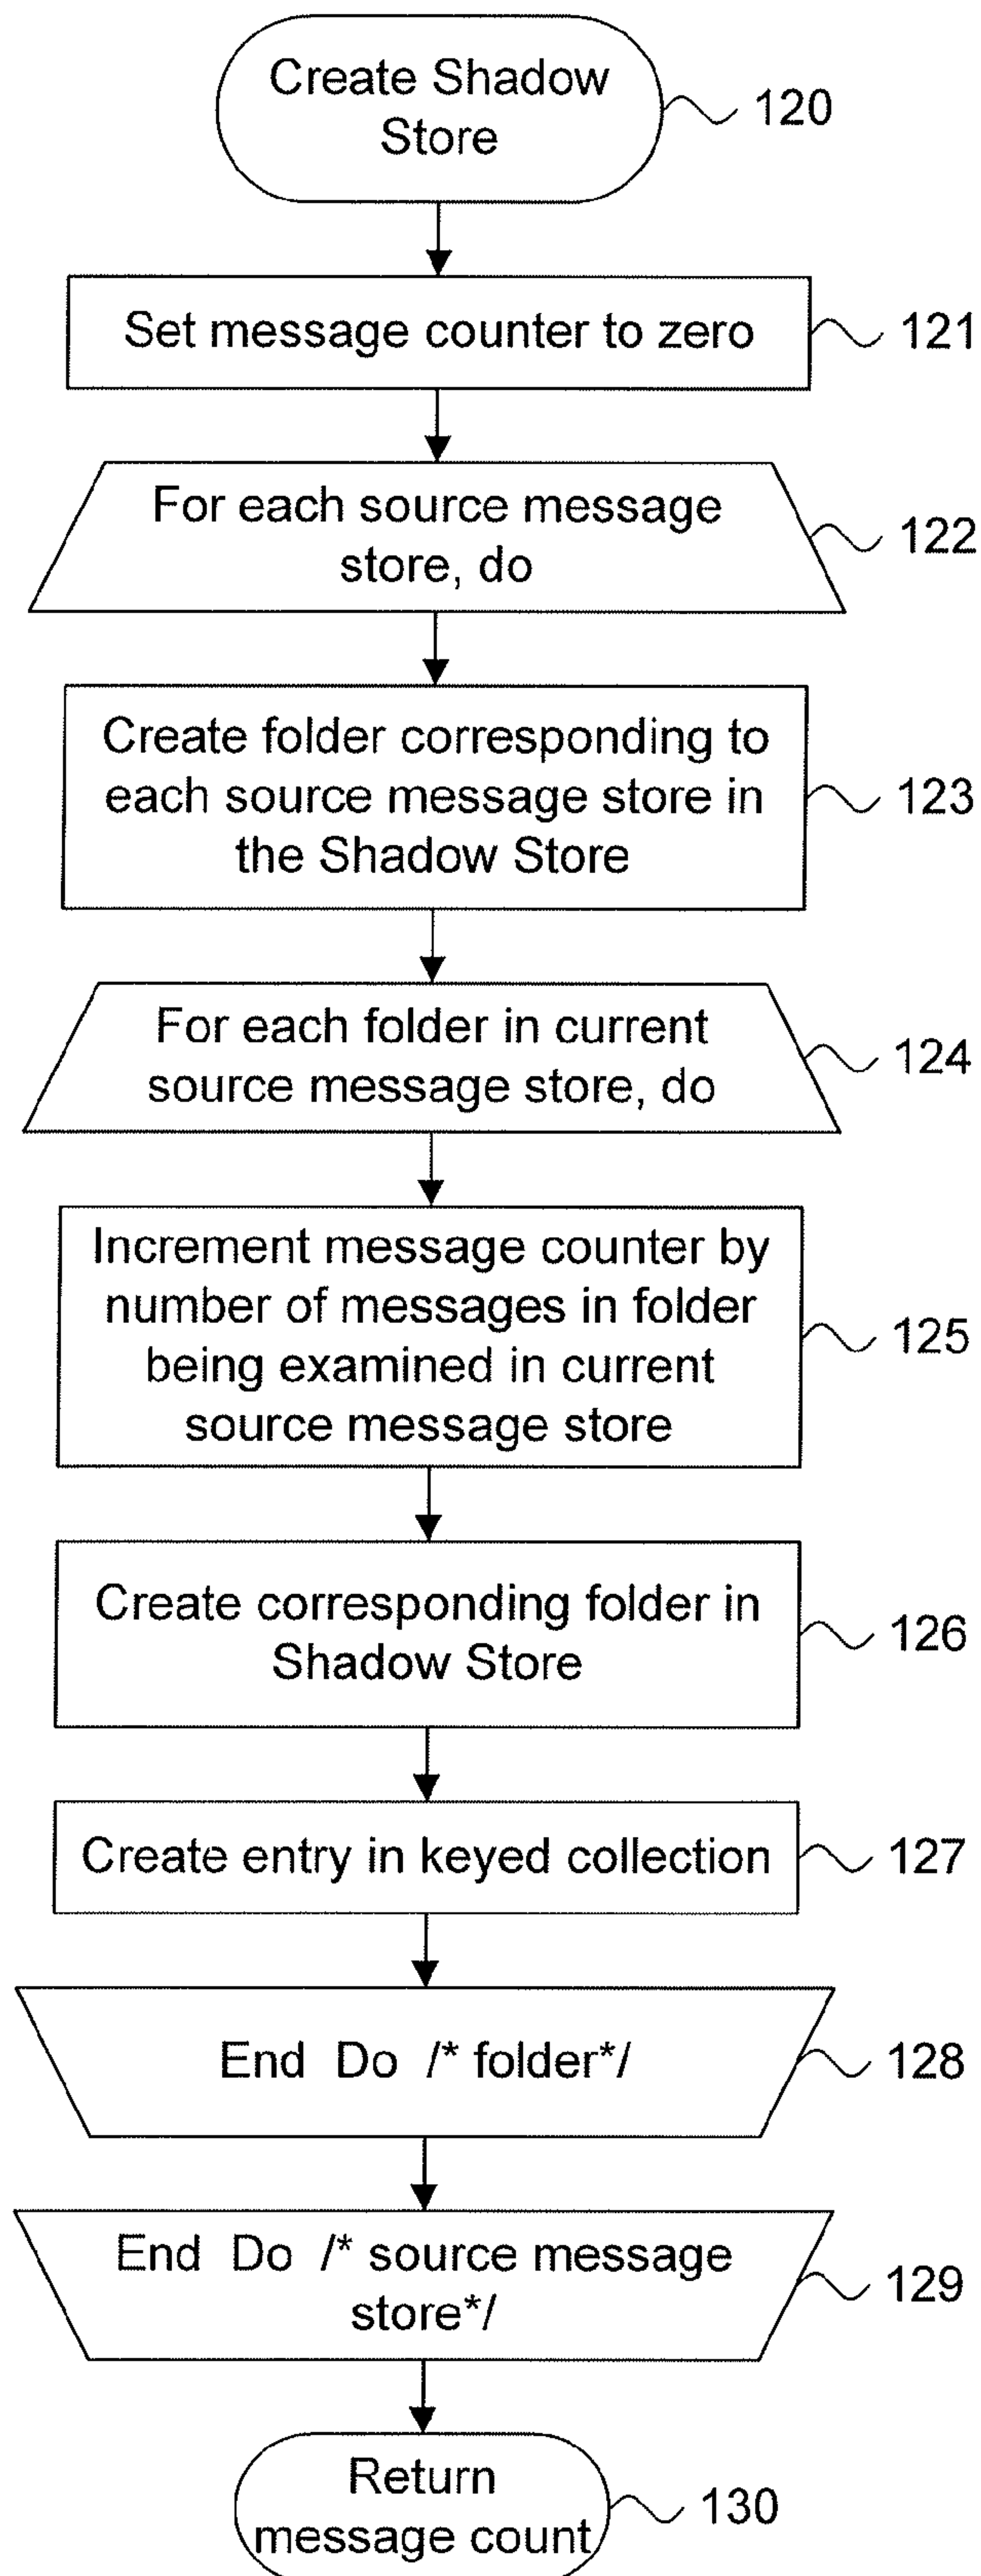 Create Shadow
Store
120
Set message counter to zero
121
For each source message
store, do
122
Create folder corresponding to
each source message store in
the Shadow Store
123
For each folder in current
source message store, do
124
Increment message counter by
number of messages in folder
being examined in current
source message store
125
Create corresponding folder in
Shadow Store
126
Create entry in keyed collection
127
End Do /* folder*/
128
End Do /* source message
store*/
129
Return
message count
130